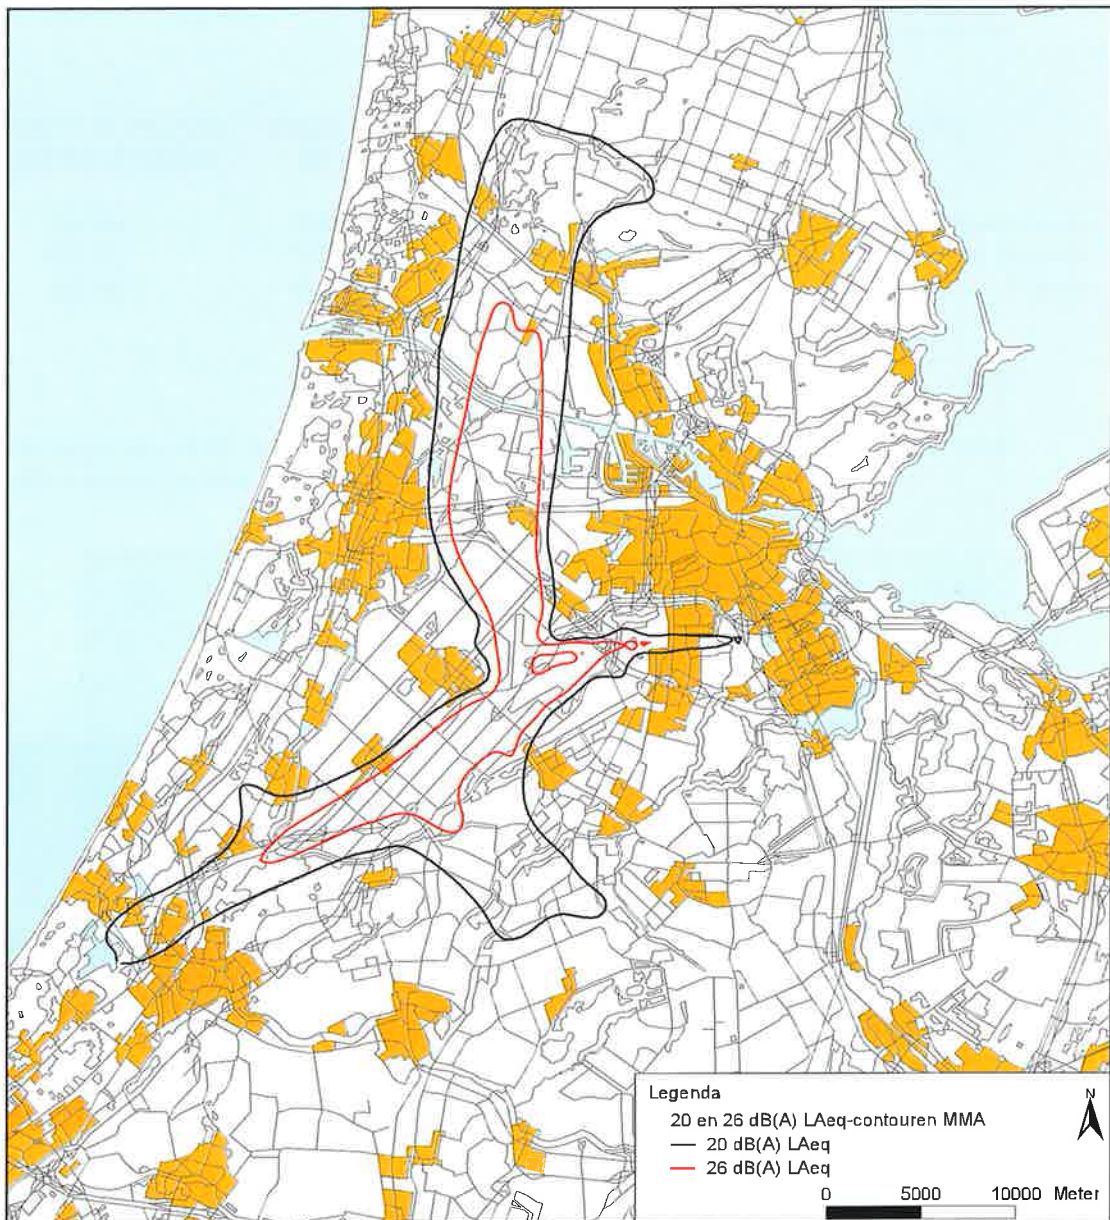 Legenda
N
20 en 26 dB(A) LAeq-contouren MMA
20 dB(A) LAeq
26 dB(A) LAeq
0 5000 10000 Meter